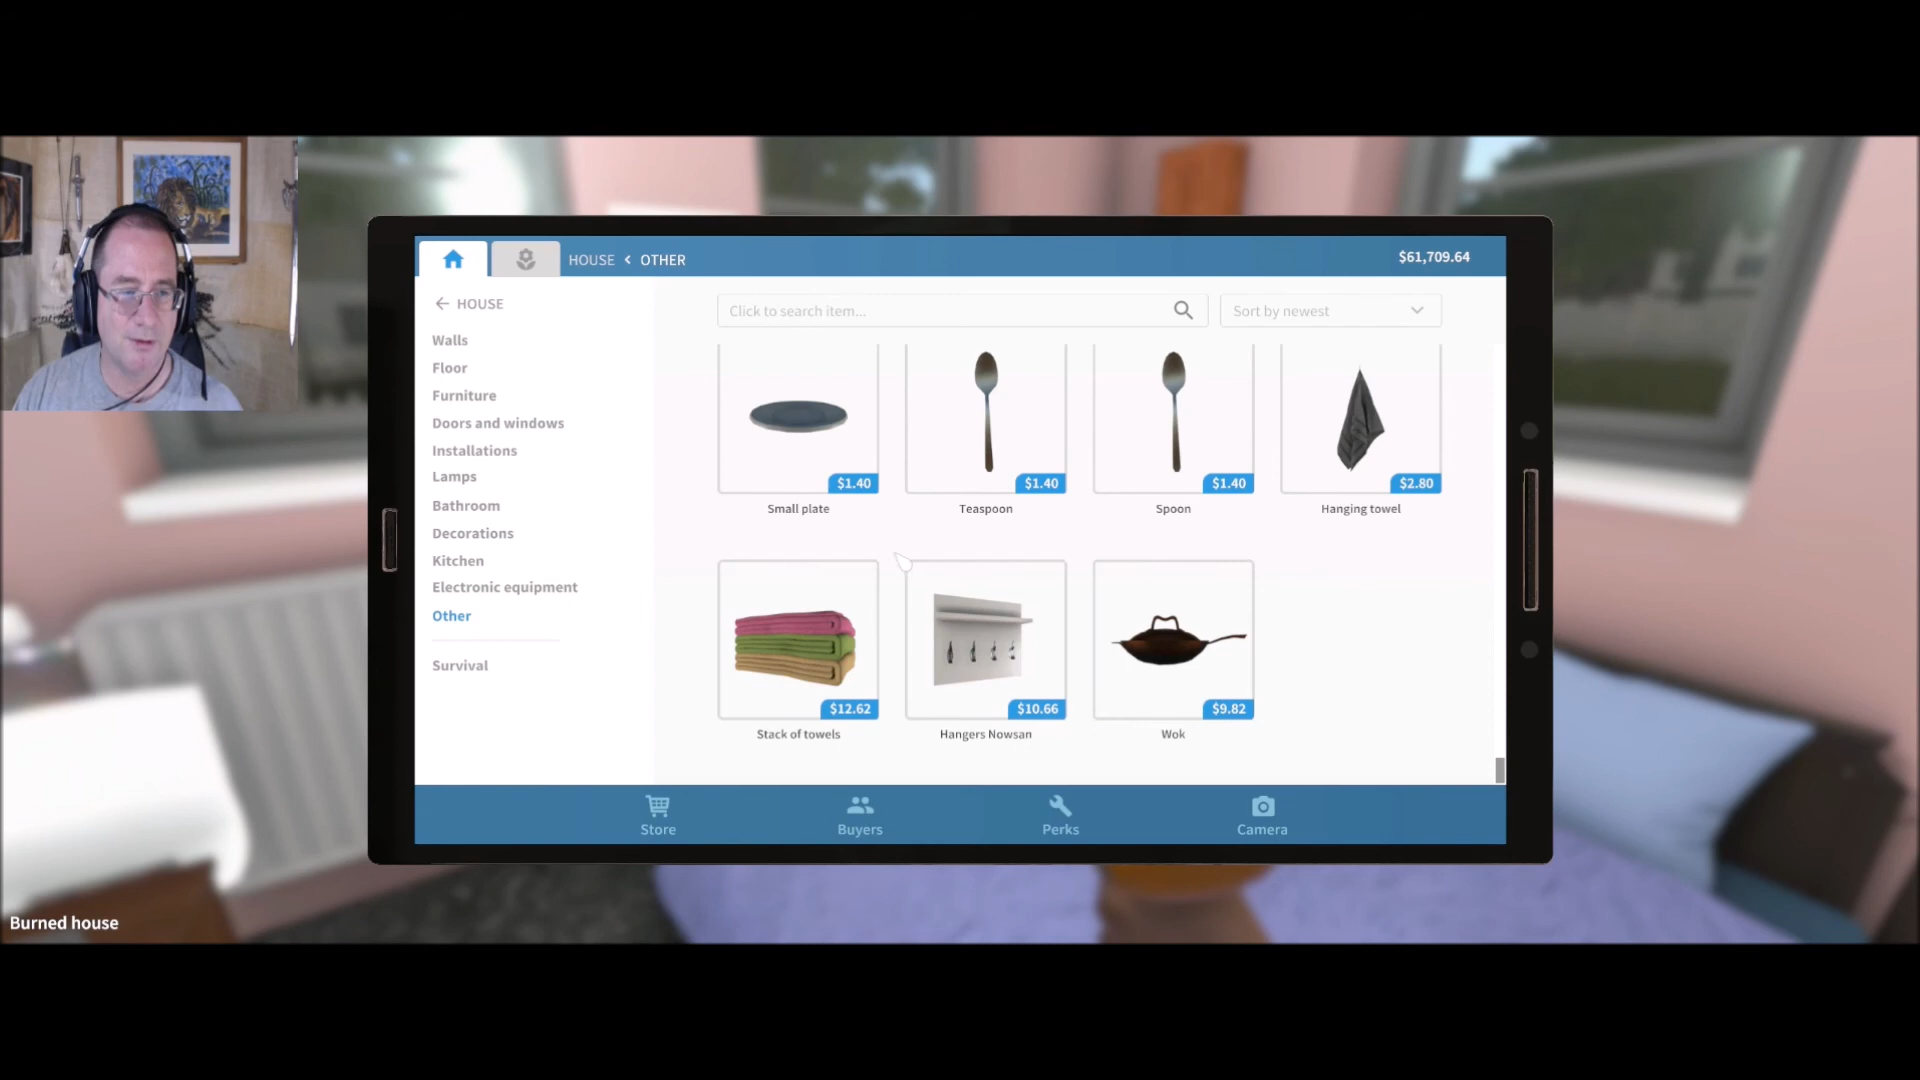 HOUSE < OTHER
$61,709.64
HOUSE
Click to search item...
Sort by newest
Walls
Floor
Furniture
Doors and windows
Installations
Lamps
Bathroom
Decorations
Kitchen
Electronic equipment
Other
Survival
$1.40
$1.40
$1.40
$2.80
Small plate
Teaspoon
Spoon
Hanging towel
$12.62
$10.66
$9.82
Stack of towels
Hangers Nowsan
Wok
Store
Buyers
Perks
Camera
Burned house